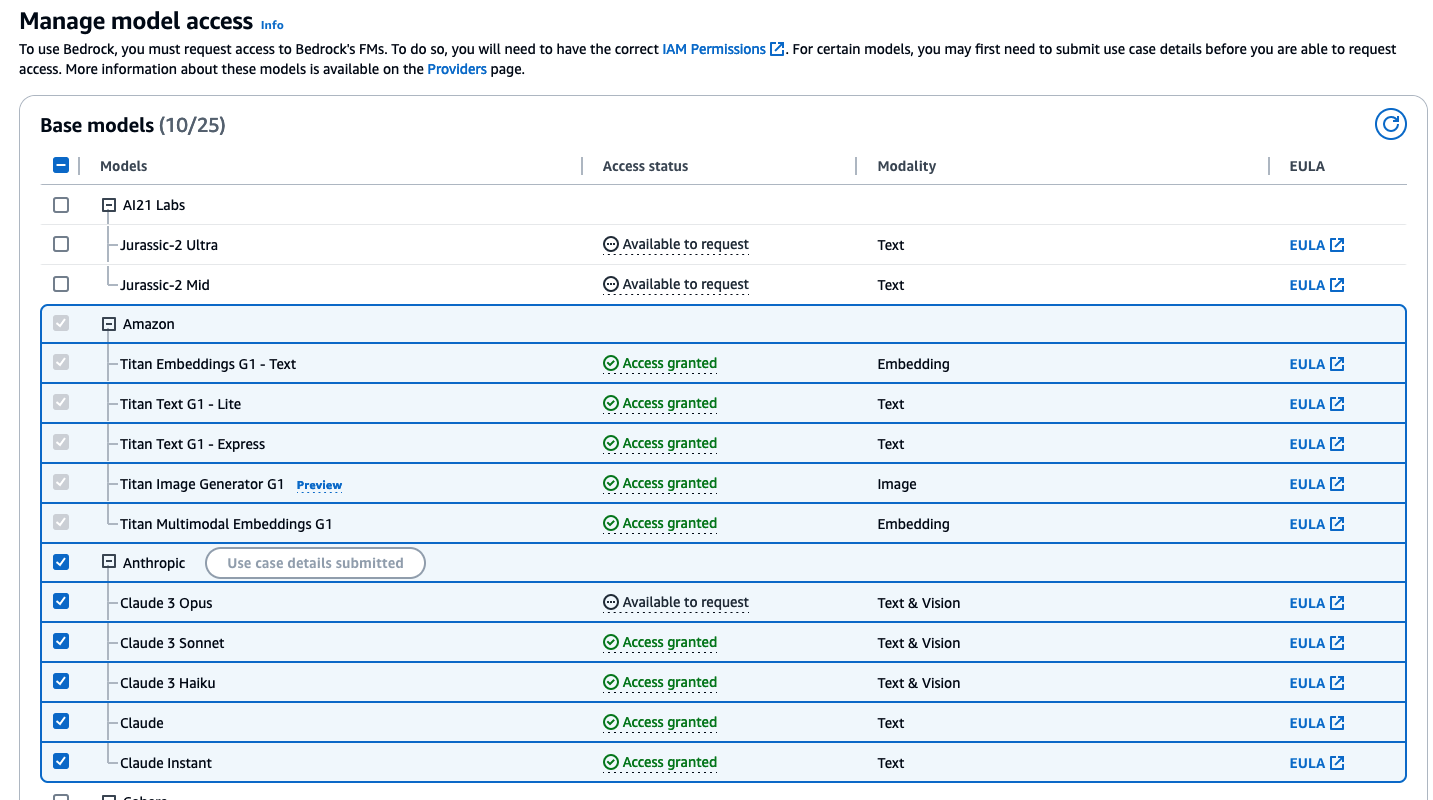 Manage model access Info
To use Bedrock, you must request access to Bedrock's FMs. To do so, you will need to have the correct IAM Permissions. For certain models, you may first need to submit use case details before you are able to request
access. More information about these models is available on the Providers page.
Base models (10/25)
Models Access status Modality EULA
AI21 Labs
Jurassic-2 Ultra Available to request Text EULA
Jurassic-2 Mid Available to request Text EULA
Amazon
Titan Embeddings G1 - Text Access granted Embedding EULA
Titan Text G1 - Lite Access granted Text EULA
Titan Text G1 - Express Access granted Text EULA
Titan Image Generator G1 Preview Access granted Image EULA
Titan Multimodal Embeddings G1 Access granted Embedding EULA
Anthropic Use case details submitted
Claude 3 Opus Available to request Text & Vision EULA
Claude 3 Sonnet Access granted Text & Vision EULA
Claude 3 Haiku Access granted Text & Vision EULA
Claude Access granted Text EULA
Claude Instant Access granted Text EULA